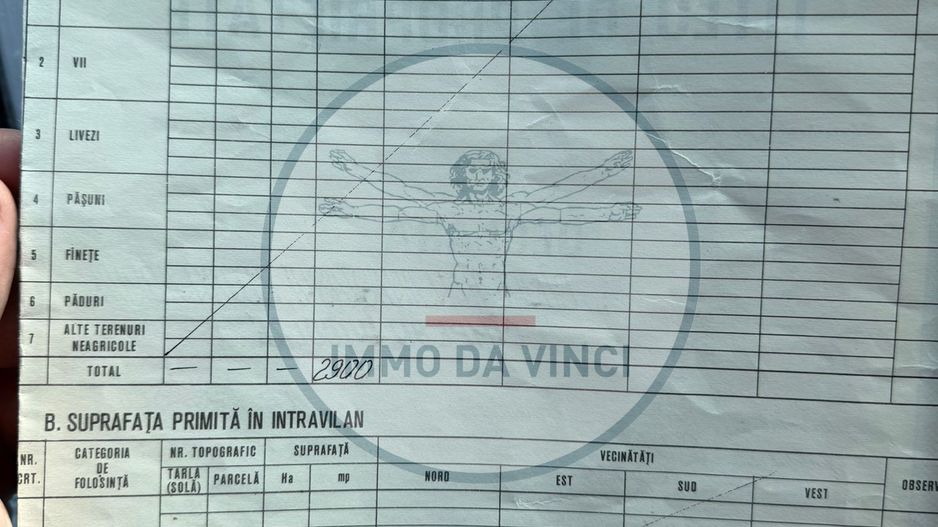 2 VII
3 LIVEZI
4 PĂŞUNI
5 FÎNEŢE
6 PĂDURI
7 ALTE TERENURI NEAGRICOLE
TOTAL — — — 2900
IMMO DA VINCI
B. SUPRAFAŢA PRIMITĂ ÎN INTRAVILAN
NR. CRT.
CATEGORIA DE FOLOSINŢĂ
NR. TOPOGRAFIC
TARLA (SOLĂ)
PARCELĂ
SUPRAFAŢĂ
Ha
mp
VECINĂTĂŢI
NORD
EST
SUD
VEST
OBSERV